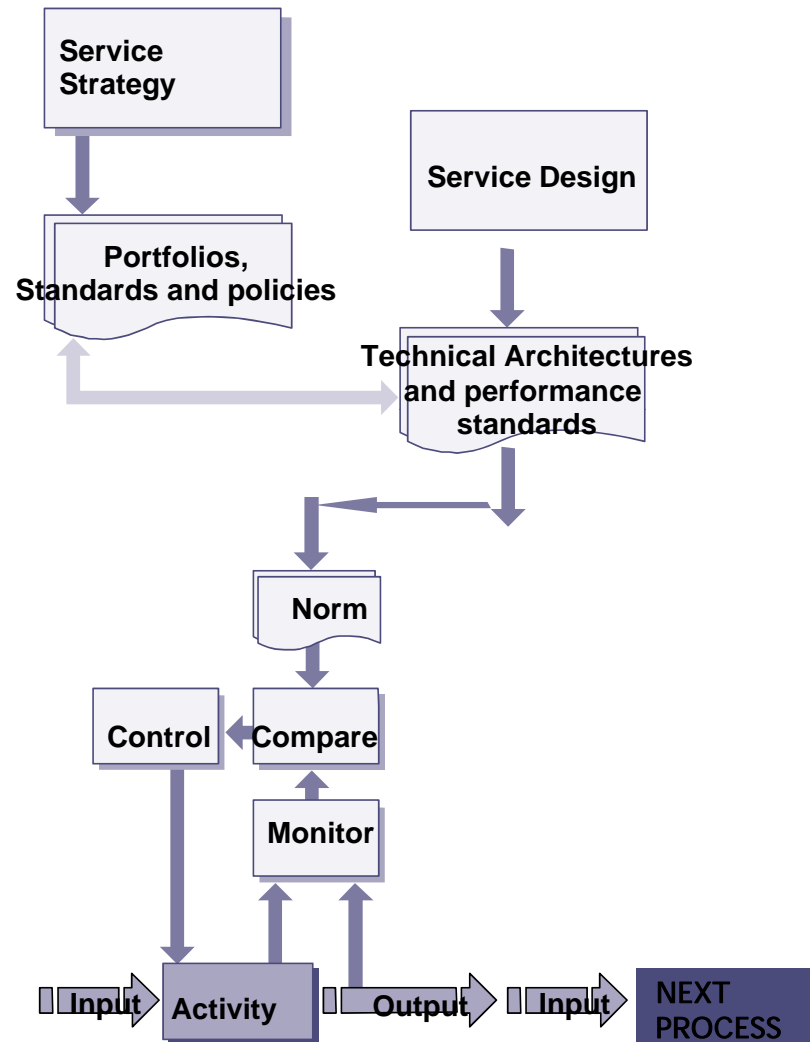 Service
Strategy
Service Design
Portfolios,
Standards and policies
Technical Architectures
and performance
standards
Norm
Control
Compare
Monitor
Input
Activity
Output
Input
NEXT
PROCESS